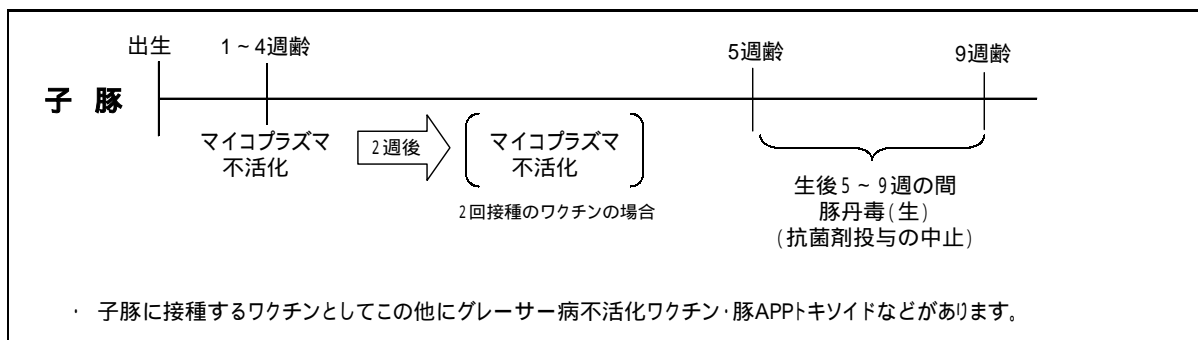 出生
1~4週齢
5週齢
9週齢
子 豚
マイコプラズマ
不活化
2週後
マイコプラズマ
不活化
2回接種のワクチンの場合
生後5~9週の間
豚丹毒(生)
(抗菌剤投与の中止)
· 子豚に接種するワクチンとしてこの他にグレーサー病不活化ワクチン・豚APPトキソイドなどがあります。